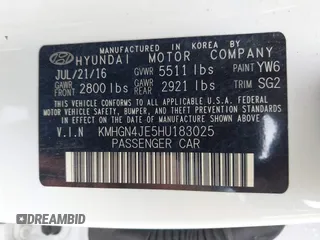 MANUFACTURED IN KOREA BY
HYUNDAI MOTOR COMPANY
JUL/21/16 GVWR 5511 lbs PAINT YW6
GAWR FRONT 2800 lbs GAWR REAR 2921 lbs TRIM SG2
THIS VEHICLE CONFORMS TO ALL APPLICABLE FEDERAL MOTOR VEHICLE SAFETY, BUMPER AND THEFT PREVENTION STANDARDS IN EFFECT ON THE DATE OF MANUFACTURE SHOWN ABOVE.
V.I.N KMHGN4JE5HU183025
PASSENGER CAR
DREAMBID